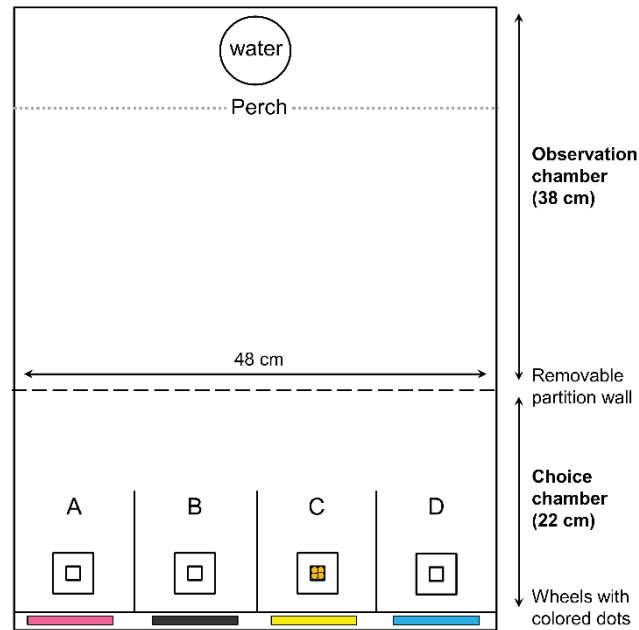 water
Perch
Observation
chamber
(38 cm)
48 cm
Removable
partition wall
A B C D
Choice
chamber
(22 cm)
Wheels with
colored dots